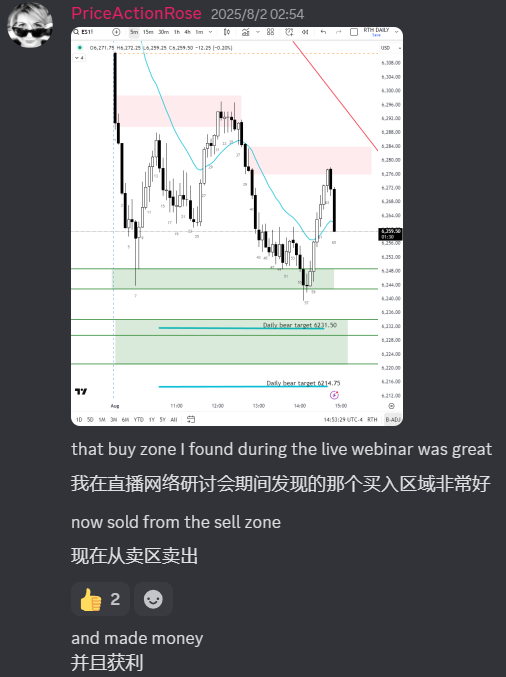 PriceActionRose 2025/8/2 02:54
ES1! 5m 15m 30m 1h 4h 1m RTH DAILY
Save
O6,271.75 H6,272.25 L6,259.25 C6,259.50 -12.25 (-0.20%) USD
4
6,308.00
6,300.00
6,296.00
6,292.00
6,288.00
6,284.00
6,280.00
6,276.00
6,272.00
6,268.00
6,264.00
6,259.50
01:30
6,256.00
6,252.00
6,248.00
6,244.00
6,240.00
6,236.00
6,232.00
Daily bear target 6231.50
6,228.00
6,224.00
6,220.00
6,216.00
Daily bear target 6214.75
6,212.00
Aug 11:00 12:00 13:00 14:00 15:00
1D 5D 1M 3M 6M YTD 1Y 5Y All 14:53:29 UTC-4 RTH B-ADJ
that buy zone I found during the live webinar was great
我在直播网络研讨会期间发现的那个买入区域非常好
now sold from the sell zone
现在从卖区卖出
👍 2
and made money
并且获利